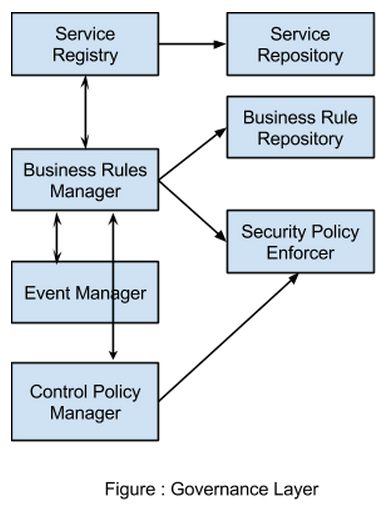 Service
Registry
Service
Repository
Business Rule
Repository
Business Rules
Manager
Security Policy
Enforcer
Event Manager
Control Policy
Manager
Figure : Governance Layer